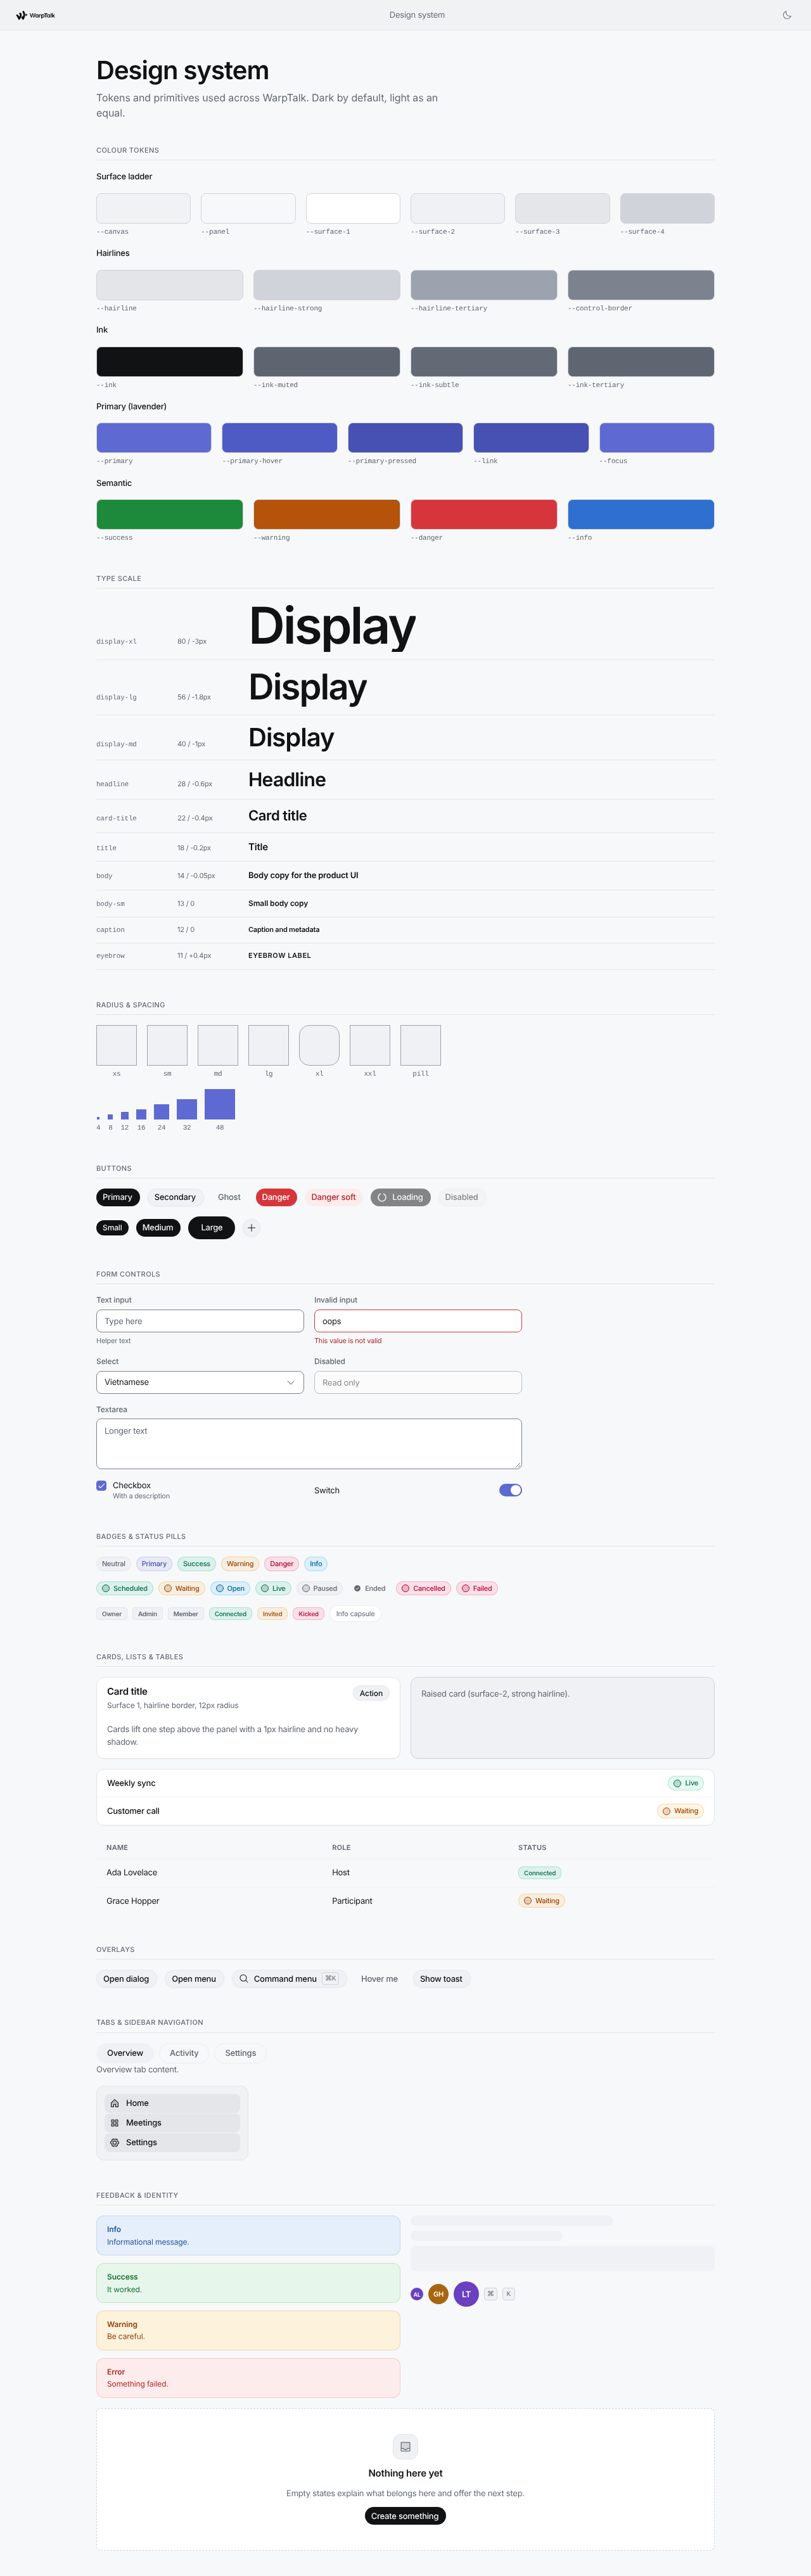 WarpTalk
Design system
Design system
Tokens and primitives used across WarpTalk. Dark by default, light as an
equal.
COLOUR TOKENS
Surface ladder
--canvas --panel --surface-1 --surface-2 --surface-3 --surface-4
Hairlines
--hairline --hairline-strong --hairline-tertiary --control-border
Ink
--ink --ink-muted --ink-subtle --ink-tertiary
Primary (lavender)
--primary --primary-hover --primary-pressed --link --focus
Semantic
--success --warning --danger --info
TYPE SCALE
display-xl 80 / -3px Display
display-lg 56 / -1.8px Display
display-md 40 / -1px Display
headline 28 / -0.6px Headline
card-title 22 / -0.4px Card title
title 18 / -0.2px Title
body 14 / -0.05px Body copy for the product UI
body-sm 13 / 0 Small body copy
caption 12 / 0 Caption and metadata
eyebrow 11 / +0.4px EYEBROW LABEL
RADIUS & SPACING
xs sm md lg xl xxl pill
4 8 12 16 24 32 48
BUTTONS
Primary Secondary Ghost Danger Danger soft Loading Disabled
Small Medium Large
FORM CONTROLS
Text input Invalid input
Type here oops
Helper text This value is not valid
Select Disabled
Vietnamese Read only
Textarea
Longer text
Checkbox
With a description
Switch
BADGES & STATUS PILLS
Neutral Primary Success Warning Danger Info
Scheduled Waiting Open Live Paused Ended Cancelled Failed
Owner Admin Member Connected Invited Kicked Info capsule
CARDS, LISTS & TABLES
Card title Action
Surface 1, hairline border, 12px radius
Cards lift one step above the panel with a 1px hairline and no heavy
shadow.
Raised card (surface-2, strong hairline).
Weekly sync Live
Customer call Waiting
NAME ROLE STATUS
Ada Lovelace Host Connected
Grace Hopper Participant Waiting
OVERLAYS
Open dialog Open menu Command menu ⌘K Hover me Show toast
TABS & SIDEBAR NAVIGATION
Overview Activity Settings
Overview tab content.
Home
Meetings
Settings
FEEDBACK & IDENTITY
Info
Informational message.
Success
It worked.
AL GH LT ⌘ K
Warning
Be careful.
Error
Something failed.
Nothing here yet
Empty states explain what belongs here and offer the next step.
Create something